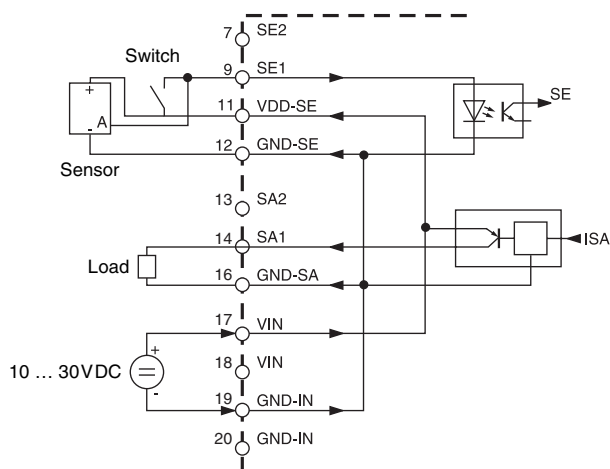 7 SE2
Switch
9 SE1
SE
+
11 VDD-SE
A
-
12 GND-SE
Sensor
13 SA2
14 SA1
ISA
Load
16 GND-SA
17 VIN
+
10 ... 30VDC
18 VIN
-
19 GND-IN
20 GND-IN